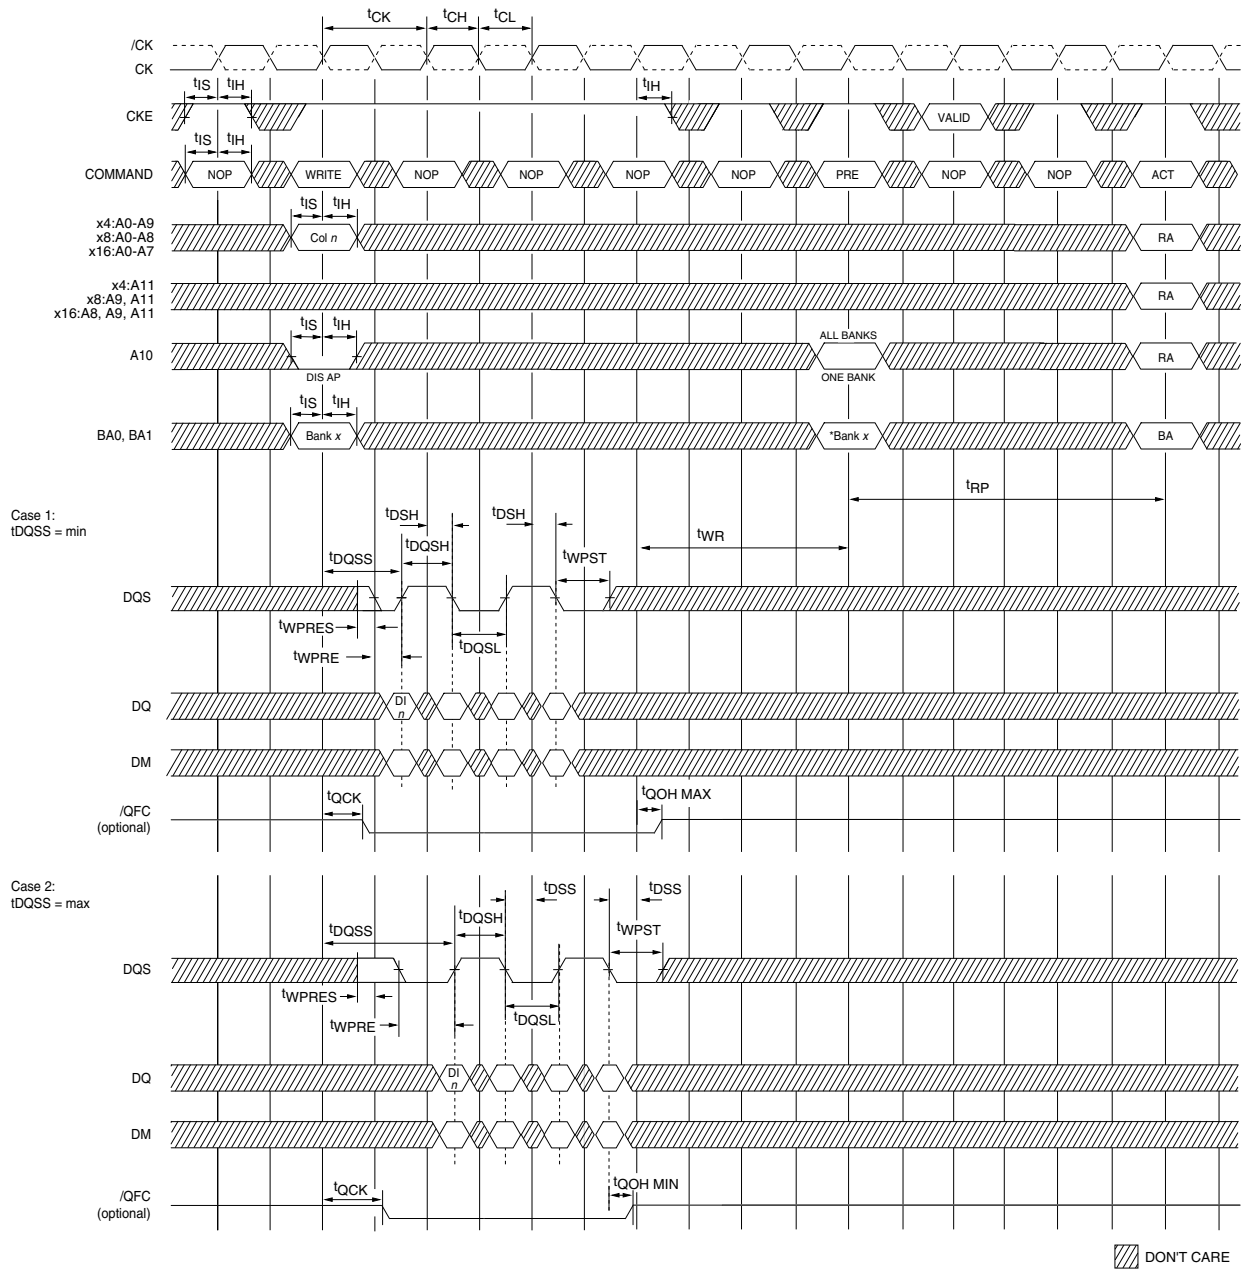 tCK tCH tCL
/CK
CK
tIS tIH tIH
CKE VALID
tIS tIH
COMMAND NOP WRITE NOP NOP NOP NOP PRE NOP NOP ACT
tIS tIH
x4:A0-A9
x8:A0-A8
x16:A0-A7
Col n RA
x4:A11
x8:A9, A11
x16:A8, A9, A11
RA
tIS tIH ALL BANKS
A10 RA
DIS AP ONE BANK
tIS tIH
BA0, BA1 Bank x *Bank x BA
tRP
Case 1:
tDQSS = min
tDSH tDSH
tDQSH tWR
tDQSS tWPST
DQS
tWPRES
tDQSL
tWPRE
DQ DI
n
DM
tQCK tQOH MAX
/QFC
(optional)
Case 2:
tDQSS = max
tDSS tDSS
tDQSH
tDQSS tWPST
DQS
tWPRES
tDQSL
tWPRE
DQ DI
n
DM
tQCK tQOH MIN
/QFC
(optional)
DON'T CARE